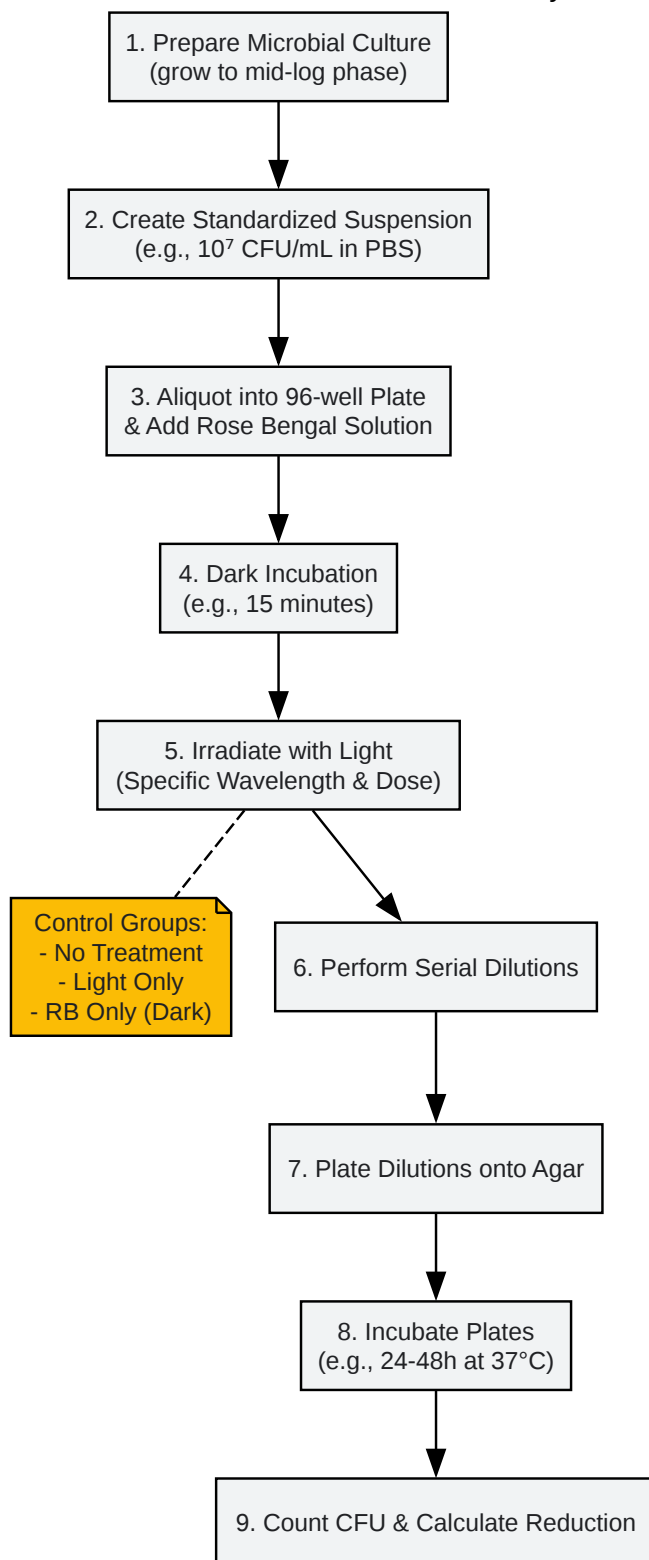 1. Prepare Microbial Culture
(grow to mid-log phase)
2. Create Standardized Suspension
(e.g., 10⁷ CFU/mL in PBS)
3. Aliquot into 96-well Plate
& Add Rose Bengal Solution
4. Dark Incubation
(e.g., 15 minutes)
5. Irradiate with Light
(Specific Wavelength & Dose)
Control Groups:
- No Treatment
- Light Only
- RB Only (Dark)
6. Perform Serial Dilutions
7. Plate Dilutions onto Agar
8. Incubate Plates
(e.g., 24-48h at 37°C)
9. Count CFU & Calculate Reduction